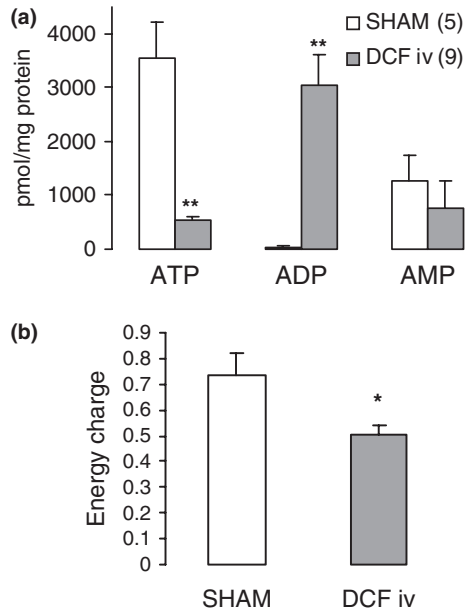 (a)
SHAM (5)
DCF iv (9)
pmol/mg protein
4000
3000
2000
1000
0
**
**
ATP
ADP
AMP
(b)
Energy charge
0.9
0.8
0.7
0.6
0.5
0.4
0.3
0.2
0.1
0
*
SHAM
DCF iv